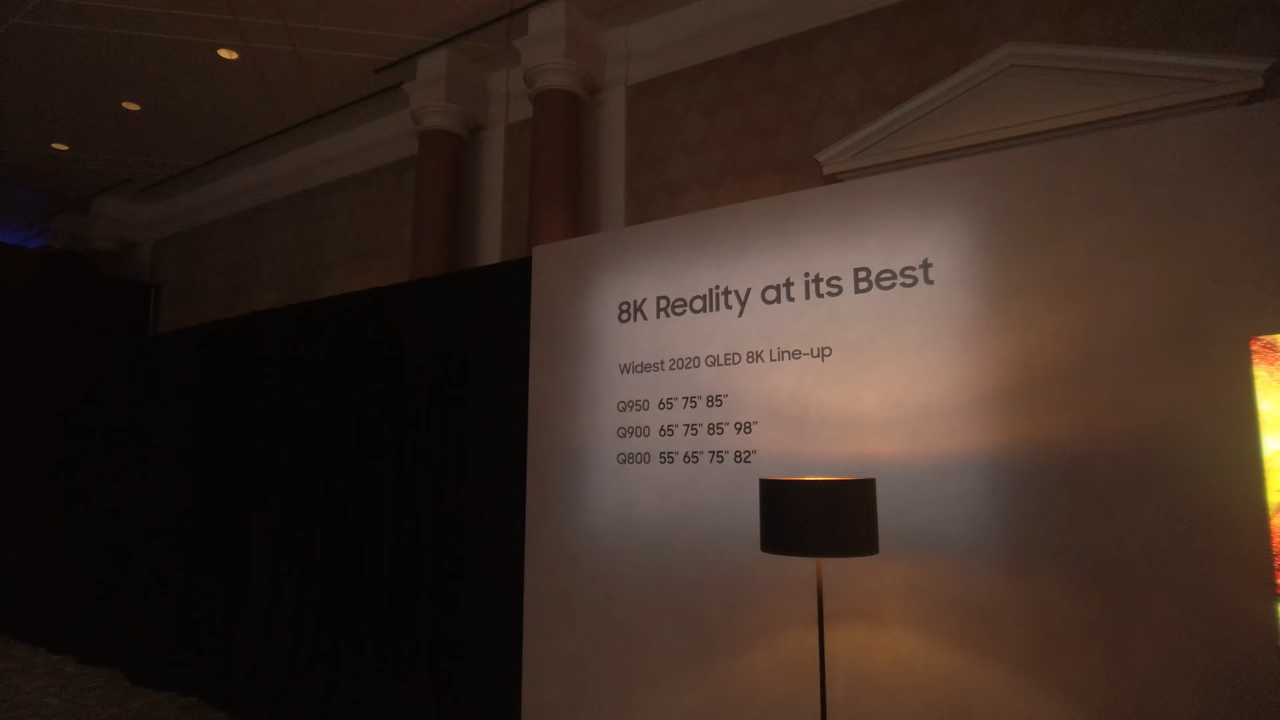 8K Reality at its Best
Widest 2020 QLED 8K Line-up
Q950 65" 75" 85"
Q900 65" 75" 85" 98"
Q800 55" 65" 75" 82"